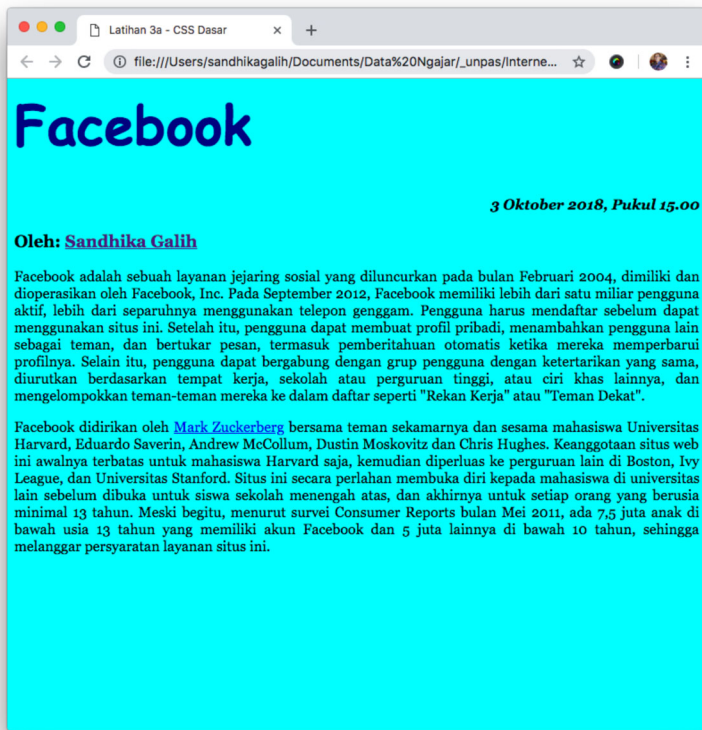 Latihan 3a - CSS Dasar
file:///Users/sandhikagalih/Documents/Data%20Ngajar/_unpas/Interne...
Facebook
3 Oktober 2018, Pukul 15.00
Oleh: Sandhika Galih
Facebook adalah sebuah layanan jejaring sosial yang diluncurkan pada bulan Februari 2004, dimiliki dan
dioperasikan oleh Facebook, Inc. Pada September 2012, Facebook memiliki lebih dari satu miliar pengguna
aktif, lebih dari separuhnya menggunakan telepon genggam. Pengguna harus mendaftar sebelum dapat
menggunakan situs ini. Setelah itu, pengguna dapat membuat profil pribadi, menambahkan pengguna lain
sebagai teman, dan bertukar pesan, termasuk pemberitahuan otomatis ketika mereka memperbarui
profilnya. Selain itu, pengguna dapat bergabung dengan grup pengguna dengan ketertarikan yang sama,
diurutkan berdasarkan tempat kerja, sekolah atau perguruan tinggi, atau ciri khas lainnya, dan
mengelompokkan teman-teman mereka ke dalam daftar seperti "Rekan Kerja" atau "Teman Dekat".
Facebook didirikan oleh Mark Zuckerberg bersama teman sekamarnya dan sesama mahasiswa Universitas
Harvard, Eduardo Saverin, Andrew McCollum, Dustin Moskovitz dan Chris Hughes. Keanggotaan situs web
ini awalnya terbatas untuk mahasiswa Harvard saja, kemudian diperluas ke perguruan lain di Boston, Ivy
League, dan Universitas Stanford. Situs ini secara perlahan membuka diri kepada mahasiswa di universitas
lain sebelum dibuka untuk siswa sekolah menengah atas, dan akhirnya untuk setiap orang yang berusia
minimal 13 tahun. Meski begitu, menurut survei Consumer Reports bulan Mei 2011, ada 7,5 juta anak di
bawah usia 13 tahun yang memiliki akun Facebook dan 5 juta lainnya di bawah 10 tahun, sehingga
melanggar persyaratan layanan situs ini.